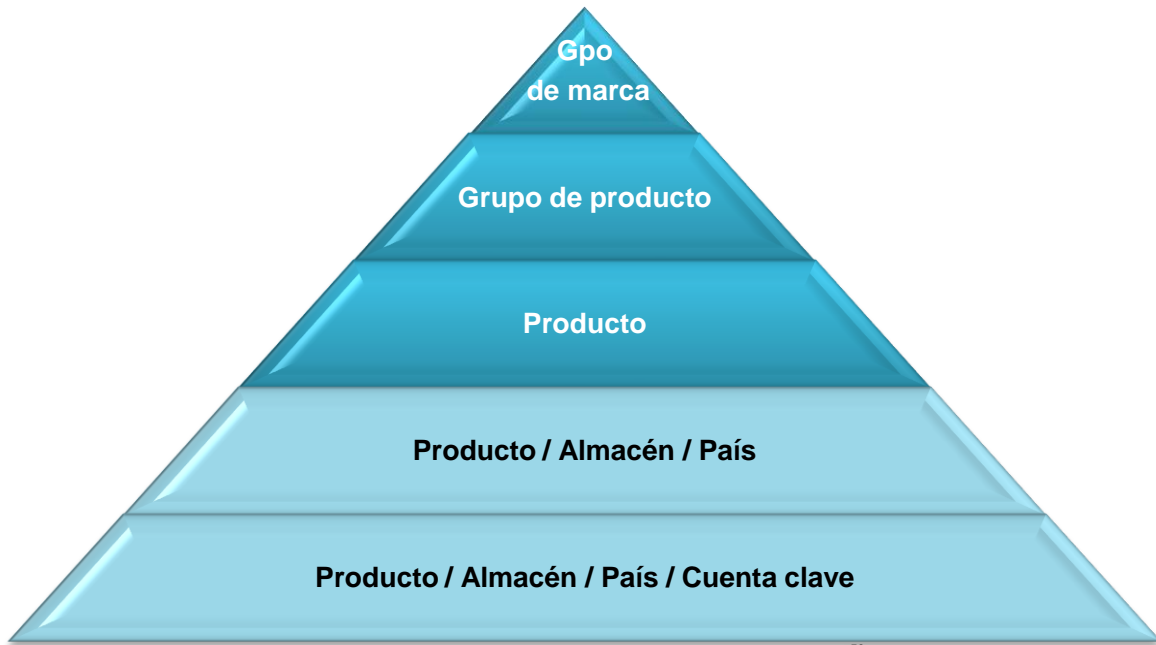 Gpo
de marca
Grupo de producto
Producto
Producto / Almacén / País
Producto / Almacén / País / Cuenta clave